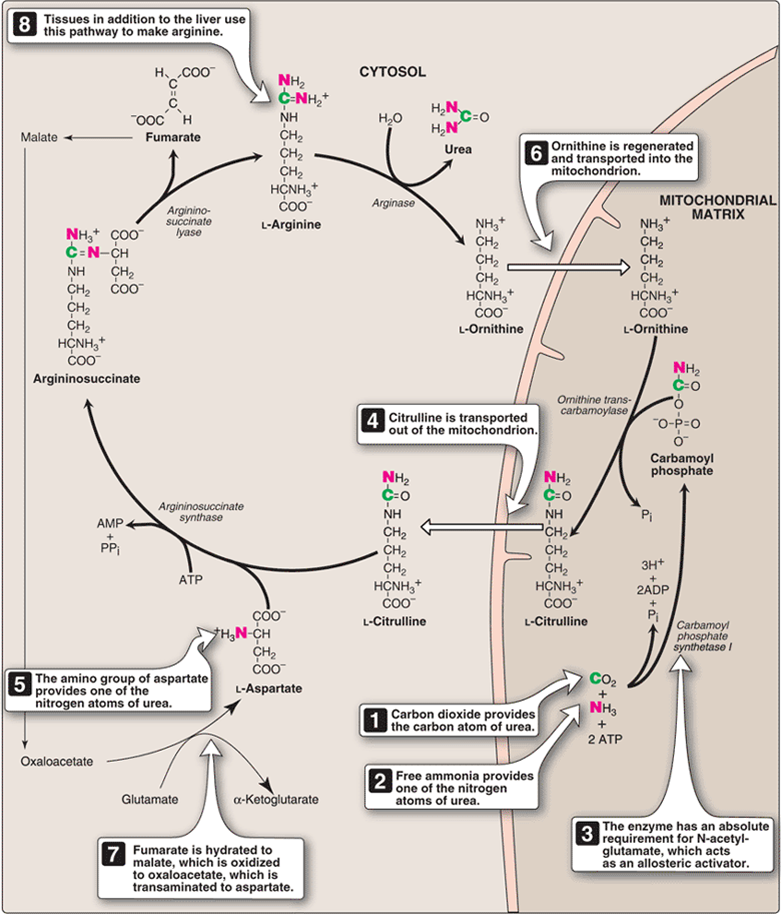 8 Tissues in addition to the liver use
this pathway to make arginine.
CYTOSOL
H
COO⁻
C
C
⁻OOC
H
Fumarate
Malate
NH₂
C=NH₂⁺
NH
CH₂
CH₂
CH₂
HCNH₃⁺
COO⁻
L-Arginine
H₂O
H₂N
C=O
H₂N
Urea
Arginase
Arginino-
succinate
lyase
6 Ornithine is regenerated
and transported into the
mitochondrion.
MITOCHONDRIAL
MATRIX
NH₃⁺
CH₂
CH₂
CH₂
HCNH₃⁺
COO⁻
L-Ornithine
NH₃⁺
CH₂
CH₂
CH₂
HCNH₃⁺
COO⁻
L-Ornithine
NH₃⁺ COO⁻
C=N-CH
NH CH₂
CH₂ COO⁻
CH₂
CH₂
HCNH₃⁺
COO⁻
Argininosuccinate
Ornithine trans-
carbamoylase
NH₂
C=O
O
⁻O-P=O
O⁻
Carbamoyl
phosphate
4 Citrulline is transported
out of the mitochondrion.
Pi
NH₂
C=O
NH
CH₂
CH₂
CH₂
HCNH₃⁺
COO⁻
L-Citrulline
NH₂
C=O
NH
CH₂
CH₂
CH₂
HCNH₃⁺
COO⁻
L-Citrulline
Argininosuccinate
synthase
AMP
+
PPi
ATP
3H⁺
+
2ADP
+
Pi
Carbamoyl
phosphate
synthetase I
COO⁻
⁺H₃N-CH
CH₂
COO⁻
L-Aspartate
5 The amino group of aspartate
provides one of the
nitrogen atoms of urea.
CO₂
+
NH₃
+
2 ATP
1 Carbon dioxide provides
the carbon atom of urea.
2 Free ammonia provides
one of the nitrogen
atoms of urea.
Oxaloacetate
Glutamate
α-Ketoglutarate
7 Fumarate is hydrated to
malate, which is oxidized
to oxaloacetate, which is
transaminated to aspartate.
3 The enzyme has an absolute
requirement for N-acetyl-
glutamate, which acts
as an allosteric activator.